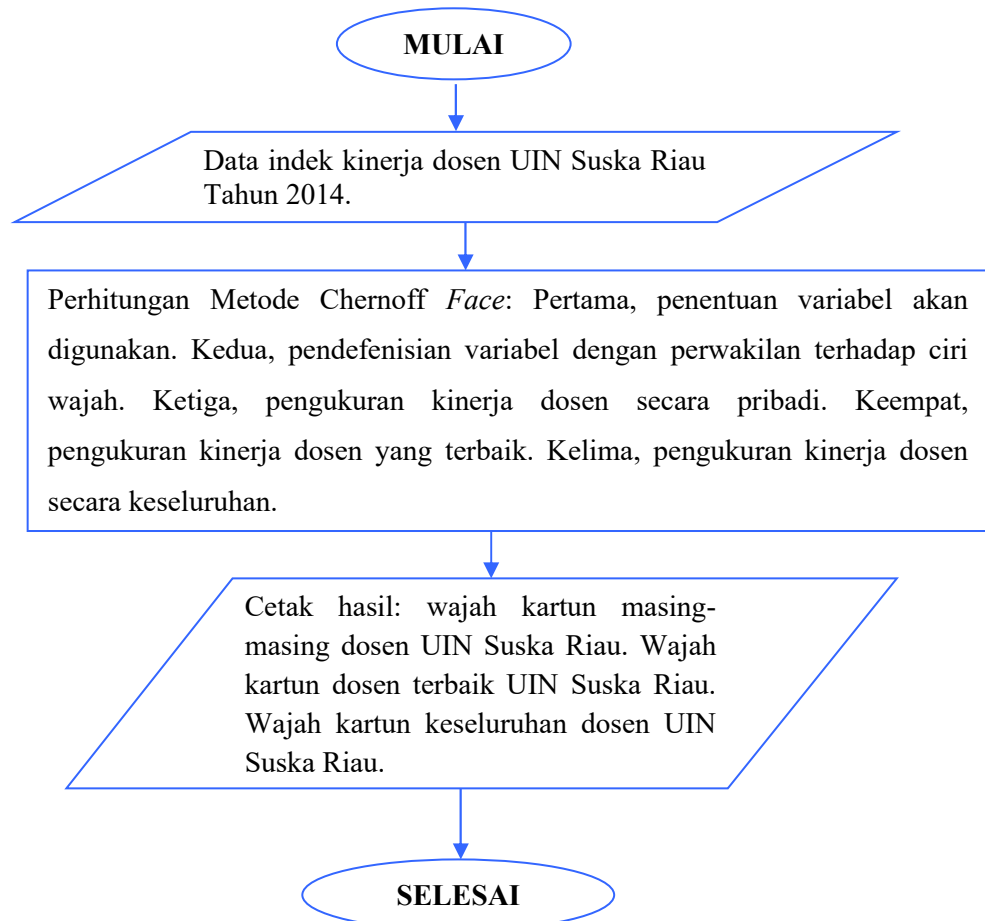 MULAI
Data indek kinerja dosen UIN Suska Riau
Tahun 2014.
Perhitungan Metode Chernoff Face: Pertama, penentuan variabel akan
digunakan. Kedua, pendefenisian variabel dengan perwakilan terhadap ciri
wajah. Ketiga, pengukuran kinerja dosen secara pribadi. Keempat,
pengukuran kinerja dosen yang terbaik. Kelima, pengukuran kinerja dosen
secara keseluruhan.
Cetak hasil: wajah kartun masing-
masing dosen UIN Suska Riau. Wajah
kartun dosen terbaik UIN Suska Riau.
Wajah kartun keseluruhan dosen UIN
Suska Riau.
SELESAI